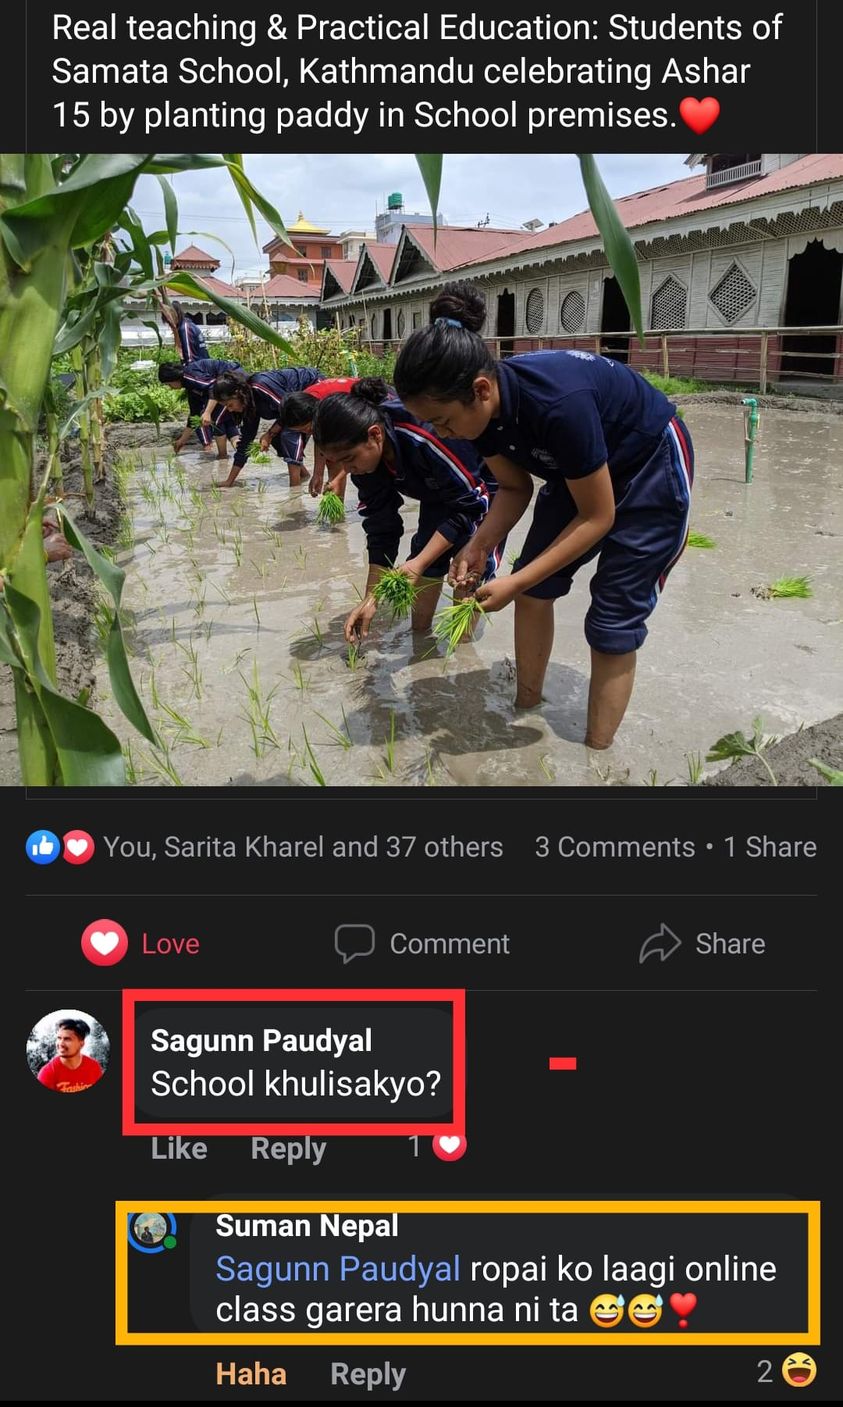 Real teaching & Practical Education: Students of
Samata School, Kathmandu celebrating Ashar
15 by planting paddy in School premises.❤️
You, Sarita Kharel and 37 others 3 Comments • 1 Share
Love Comment Share
Sagunn Paudyal
School khulisakyo?
Like Reply 1
Suman Nepal
Sagunn Paudyal ropai ko laagi online
class garera hunna ni ta 😅😅❣️
Haha Reply 2